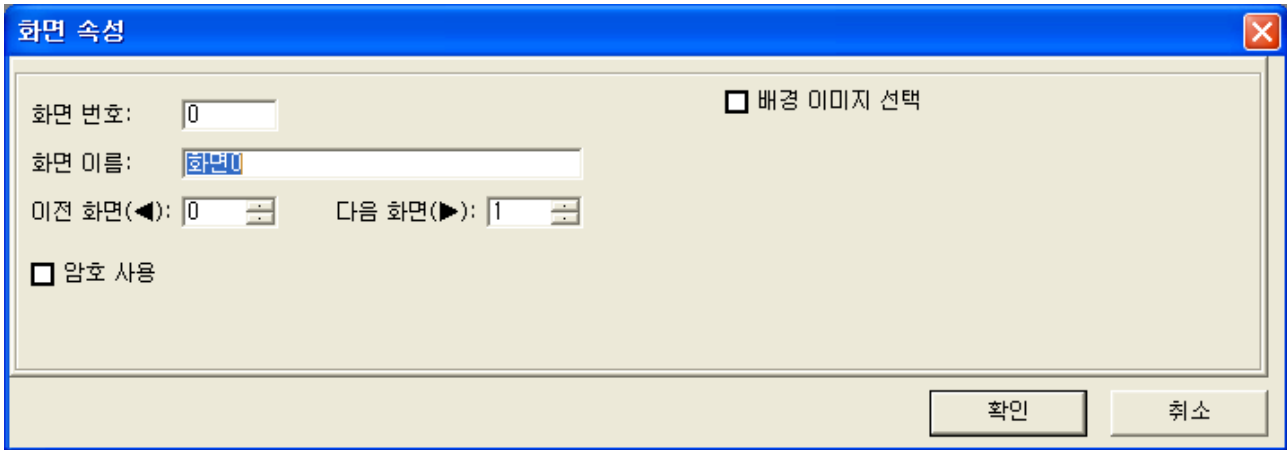 화면 속성
화면 번호: 0
배경 이미지 선택
화면 이름: 화면0
이전 화면(◀): 0 다음 화면(▶): 1
암호 사용
확인 취소